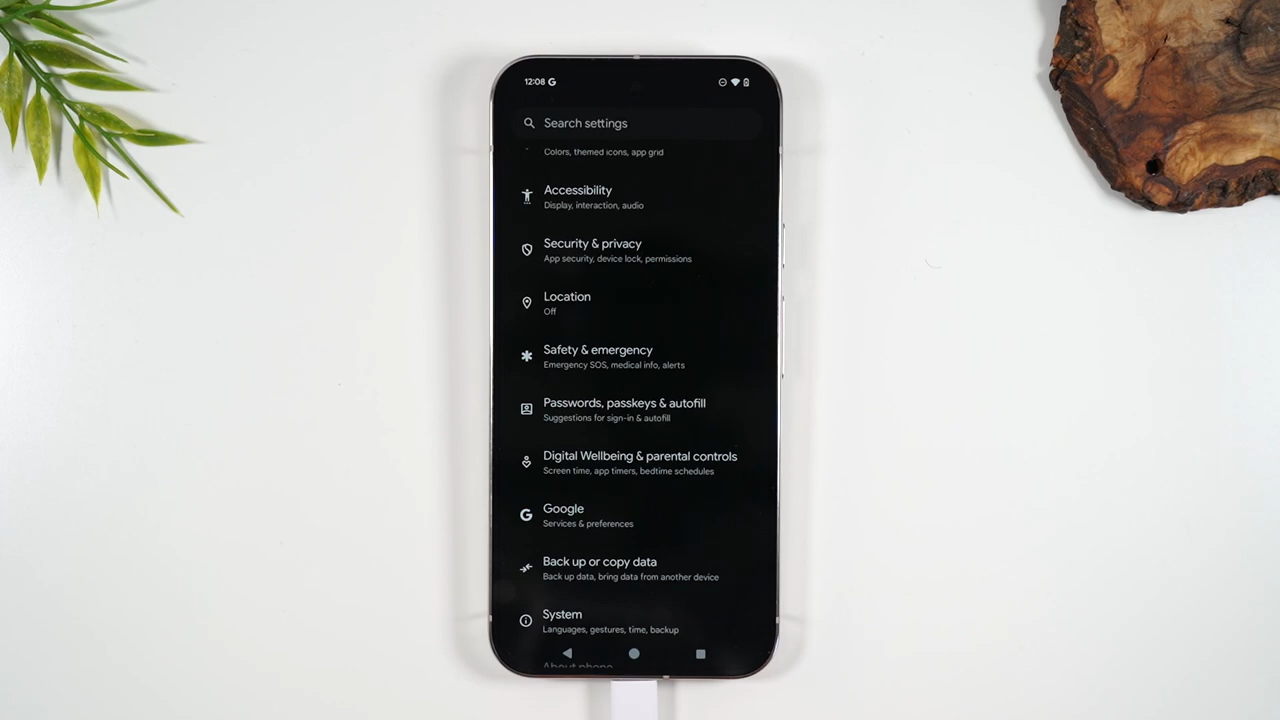 12:08 G
Search settings
Colors, themed icons, app grid
Accessibility
Display, interaction, audio
Security & privacy
App security, device lock, permissions
Location
Off
Safety & emergency
Emergency SOS, medical info, alerts
Passwords, passkeys & autofill
Suggestions for sign-in & autofill
Digital Wellbeing & parental controls
Screen time, app timers, bedtime schedules
G
Google
Services & preferences
Back up or copy data
Back up data, bring data from another device
System
Languages, gestures, time, backup
About phone